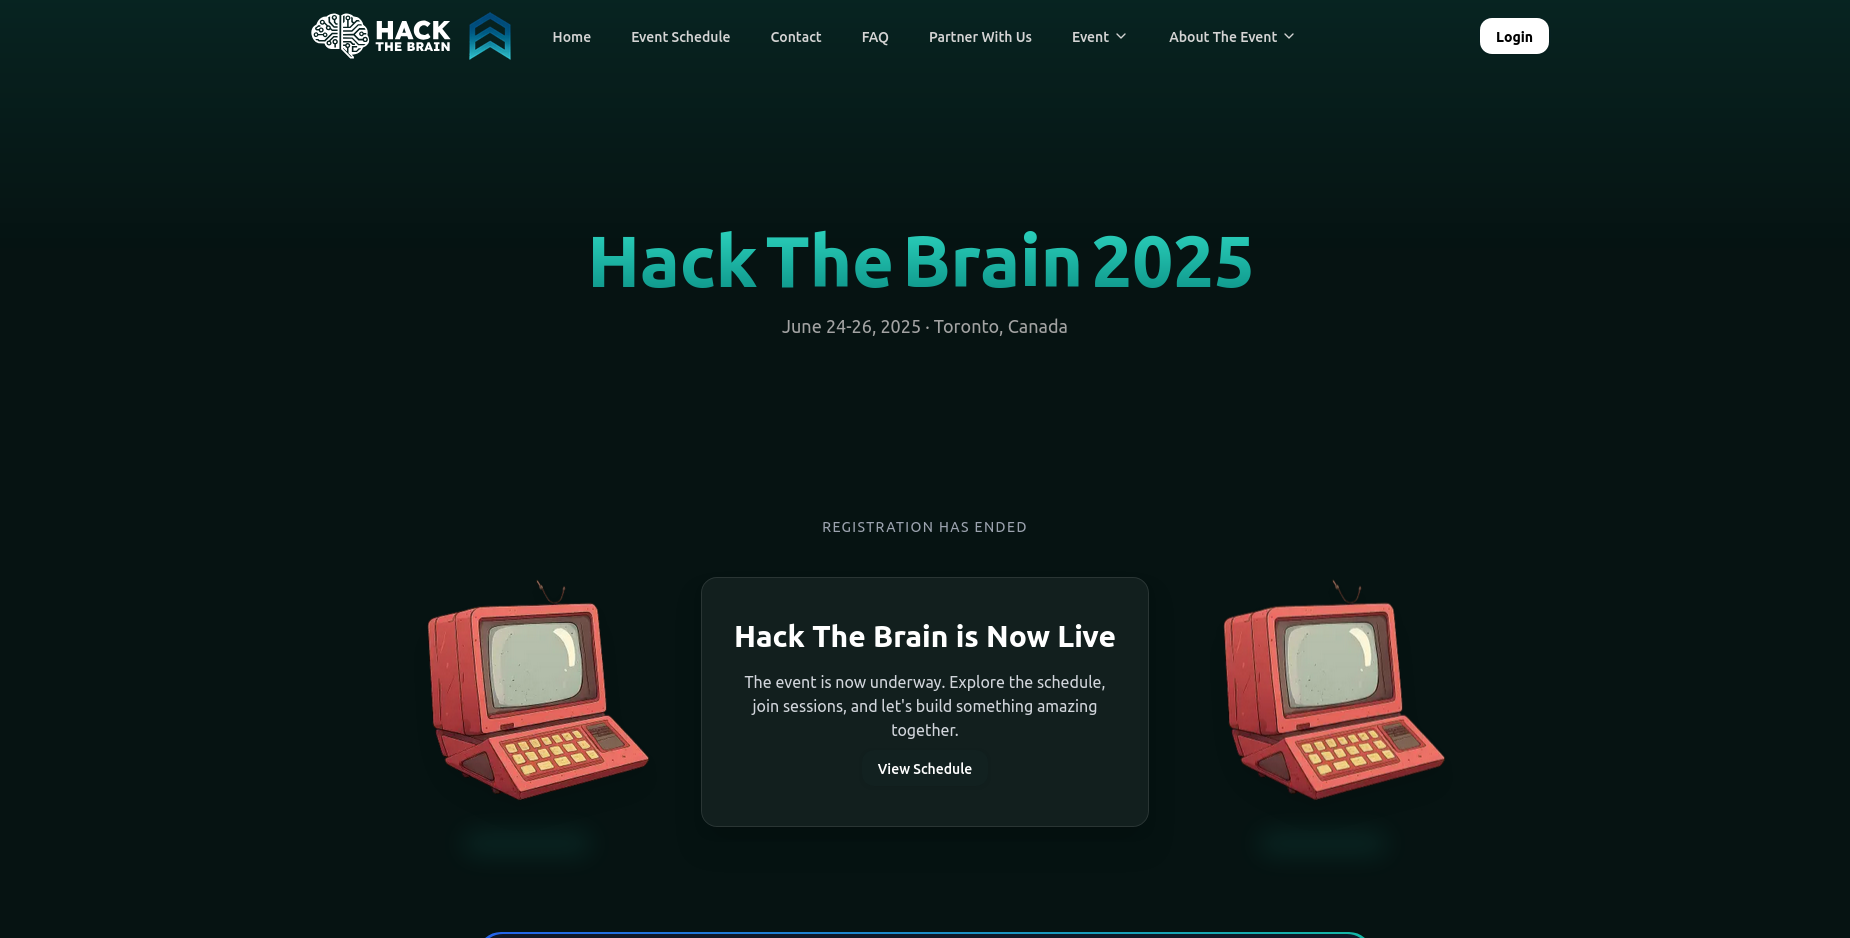 HACK
THE BRAIN
Home
Event Schedule
Contact
FAQ
Partner With Us
Event
About The Event
Login
Hack The Brain 2025
June 24-26, 2025 · Toronto, Canada
REGISTRATION HAS ENDED
Hack The Brain is Now Live
The event is now underway. Explore the schedule,
join sessions, and let's build something amazing
together.
View Schedule